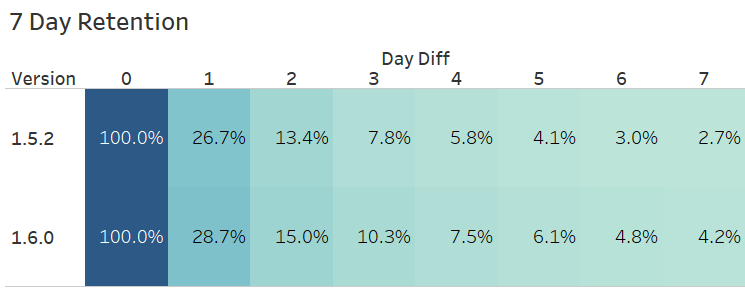 7 Day Retention
Day Diff
Version 0 1 2 3 4 5 6 7
1.5.2 100.0% 26.7% 13.4% 7.8% 5.8% 4.1% 3.0% 2.7%
1.6.0 100.0% 28.7% 15.0% 10.3% 7.5% 6.1% 4.8% 4.2%